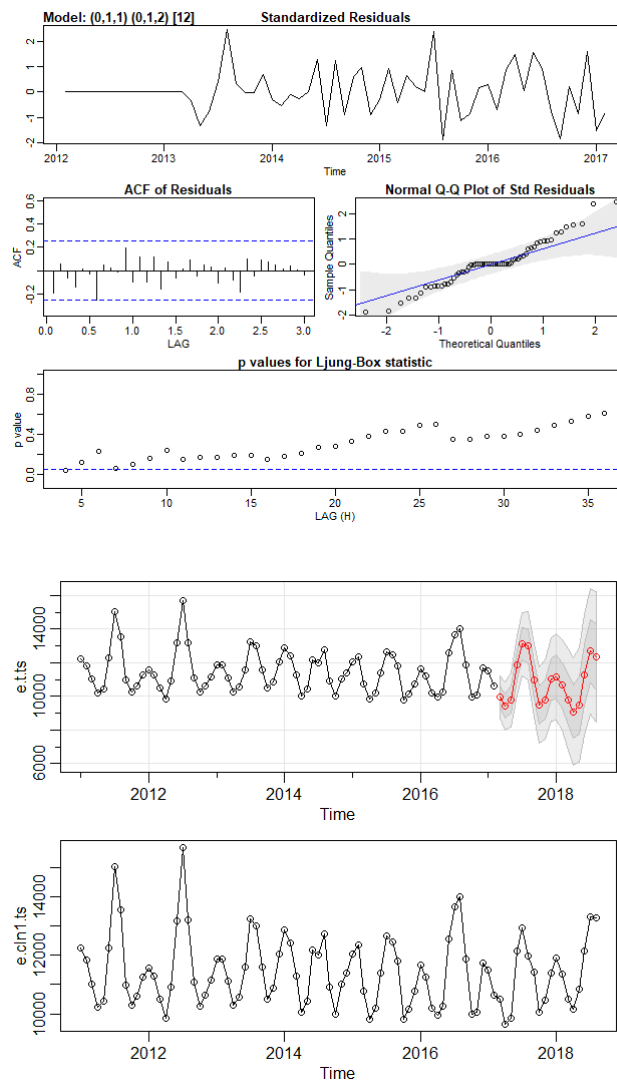 Model: (0,1,1) (0,1,2) [12] Standardized Residuals
2
1
0
-1
-2
2012 2013 2014 2015 2016 2017
Time
ACF of Residuals
ACF
0.6
0.2
-0.2
0.0 0.5 1.0 1.5 2.0 2.5 3.0
LAG
Normal Q-Q Plot of Std Residuals
Sample Quantiles
2
1
0
-1
-2
-2 -1 0 1 2
Theoretical Quantiles
p values for Ljung-Box statistic
p value
0.8
0.4
0.0
5 10 15 20 25 30 35
LAG (H)
e.t.ts
14000
10000
6000
2012 2014 2016 2018
Time
e.cln1.ts
14000
12000
10000
2012 2014 2016 2018
Time